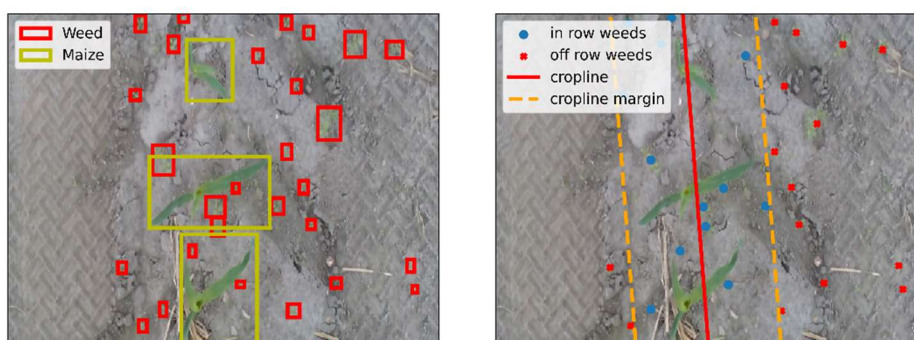 Weed
Maize
in row weeds
off row weeds
cropline
cropline margin